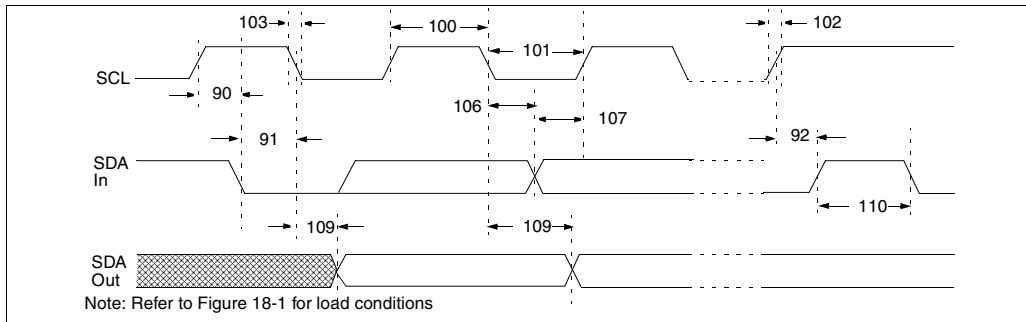 103
100
101
102
SCL
90
106
107
91
92
SDA
In
110
109
109
SDA
Out
Note: Refer to Figure 18-1 for load conditions